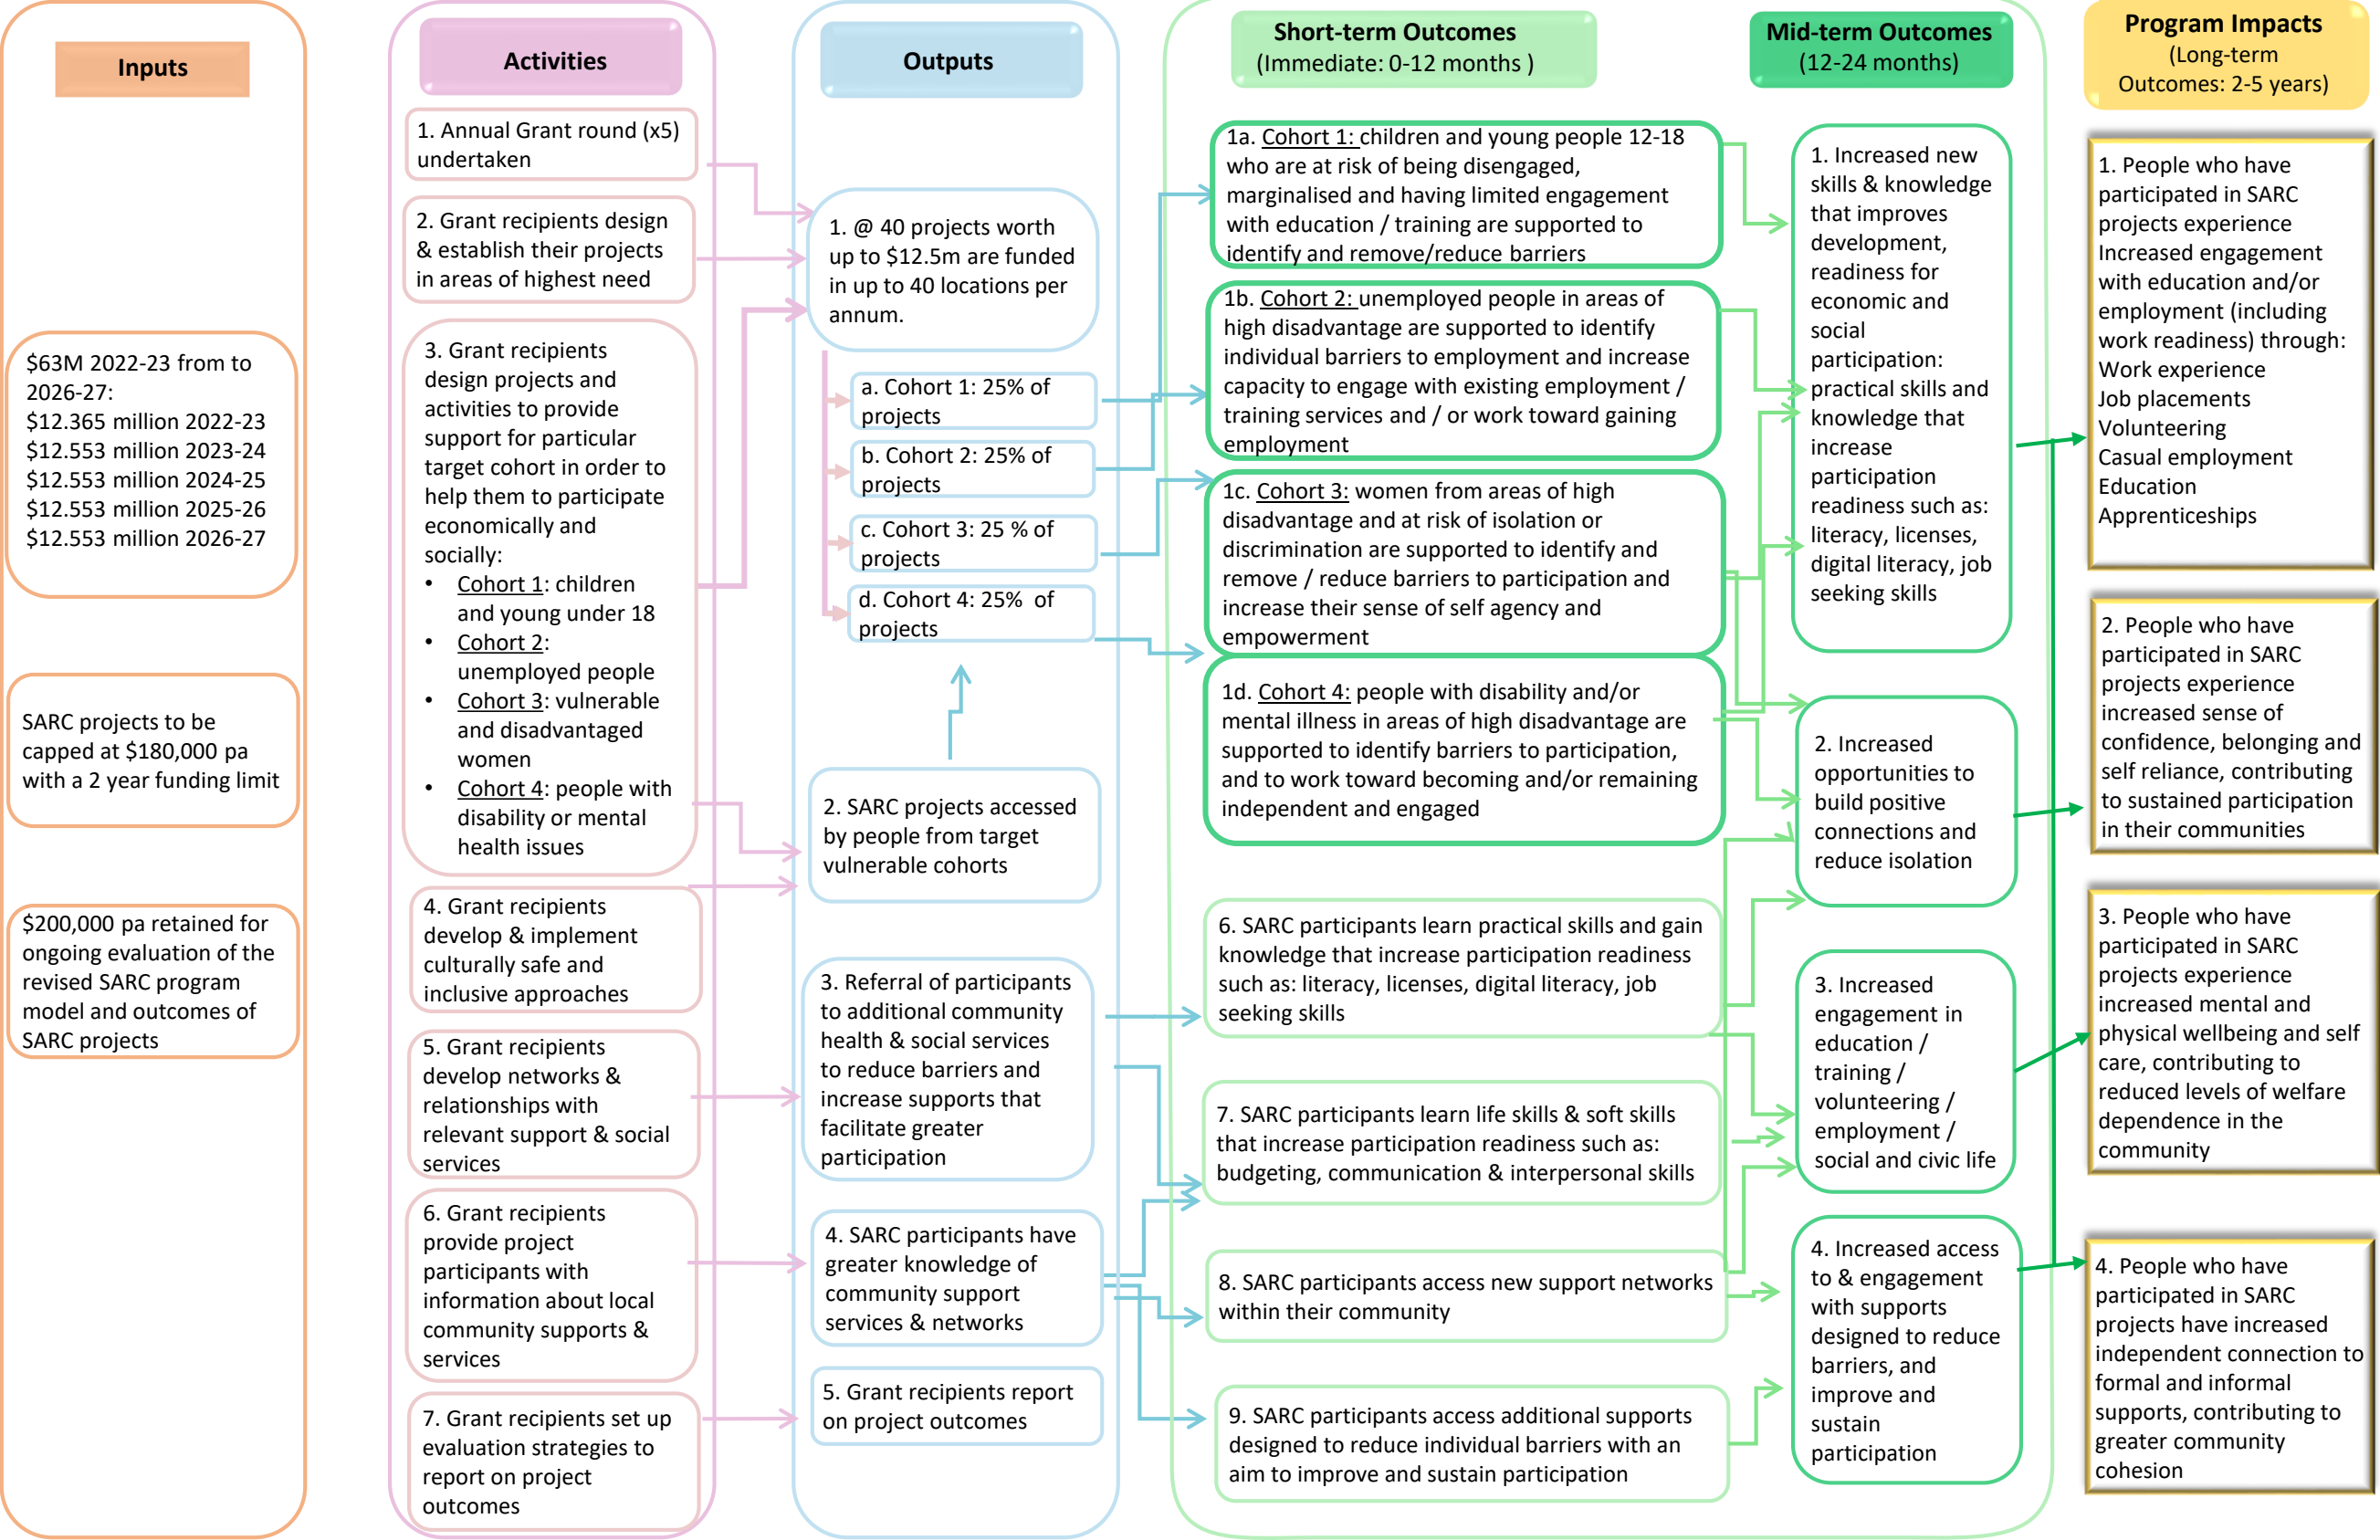 Inputs
$63M 2022-23 from to
2026-27:
$12.365 million 2022-23
$12.553 million 2023-24
$12.553 million 2024-25
$12.553 million 2025-26
$12.553 million 2026-27
SARC projects to be
capped at $180,000 pa
with a 2 year funding limit
$200,000 pa retained for
ongoing evaluation of the
revised SARC program
model and outcomes of
SARC projects
Activities
1. Annual Grant round (x5)
undertaken
2. Grant recipients design
& establish their projects
in areas of highest need
3. Grant recipients
design projects and
activities to provide
support for particular
target cohort in order to
help them to participate
economically and
socially:
• Cohort 1: children
and young under 18
• Cohort 2:
unemployed people
• Cohort 3: vulnerable
and disadvantaged
women
• Cohort 4: people with
disability or mental
health issues
4. Grant recipients
develop & implement
culturally safe and
inclusive approaches
5. Grant recipients
develop networks &
relationships with
relevant support & social
services
6. Grant recipients
provide project
participants with
information about local
community supports &
services
7. Grant recipients set up
evaluation strategies to
report on project
outcomes
Outputs
1. @ 40 projects worth
up to $12.5m are funded
in up to 40 locations per
annum.
a. Cohort 1: 25% of
projects
b. Cohort 2: 25% of
projects
c. Cohort 3: 25 % of
projects
d. Cohort 4: 25% of
projects
2. SARC projects accessed
by people from target
vulnerable cohorts
3. Referral of participants
to additional community
health & social services
to reduce barriers and
increase supports that
facilitate greater
participation
4. SARC participants have
greater knowledge of
community support
services & networks
5. Grant recipients report
on project outcomes
Short-term Outcomes
(Immediate: 0-12 months )
1a. Cohort 1: children and young people 12-18
who are at risk of being disengaged,
marginalised and having limited engagement
with education / training are supported to
identify and remove/reduce barriers
1b. Cohort 2: unemployed people in areas of
high disadvantage are supported to identify
individual barriers to employment and increase
capacity to engage with existing employment /
training services and / or work toward gaining
employment
1c. Cohort 3: women from areas of high
disadvantage and at risk of isolation or
discrimination are supported to identify and
remove / reduce barriers to participation and
increase their sense of self agency and
empowerment
1d. Cohort 4: people with disability and/or
mental illness in areas of high disadvantage are
supported to identify barriers to participation,
and to work toward becoming and/or remaining
independent and engaged
6. SARC participants learn practical skills and gain
knowledge that increase participation readiness
such as: literacy, licenses, digital literacy, job
seeking skills
7. SARC participants learn life skills & soft skills
that increase participation readiness such as:
budgeting, communication & interpersonal skills
8. SARC participants access new support networks
within their community
9. SARC participants access additional supports
designed to reduce individual barriers with an
aim to improve and sustain participation
Mid-term Outcomes
(12-24 months)
1. Increased new
skills & knowledge
that improves
development,
readiness for
economic and
social
participation:
practical skills and
knowledge that
increase
participation
readiness such as:
literacy, licenses,
digital literacy, job
seeking skills
2. Increased
opportunities to
build positive
connections and
reduce isolation
3. Increased
engagement in
education /
training /
volunteering /
employment /
social and civic life
4. Increased access
to & engagement
with supports
designed to reduce
barriers, and
improve and
sustain
participation
Program Impacts
(Long-term
Outcomes: 2-5 years)
1. People who have
participated in SARC
projects experience
Increased engagement
with education and/or
employment (including
work readiness) through:
Work experience
Job placements
Volunteering
Casual employment
Education
Apprenticeships
2. People who have
participated in SARC
projects experience
increased sense of
confidence, belonging and
self reliance, contributing
to sustained participation
in their communities
3. People who have
participated in SARC
projects experience
increased mental and
physical wellbeing and self
care, contributing to
reduced levels of welfare
dependence in the
community
4. People who have
participated in SARC
projects have increased
independent connection to
formal and informal
supports, contributing to
greater community
cohesion